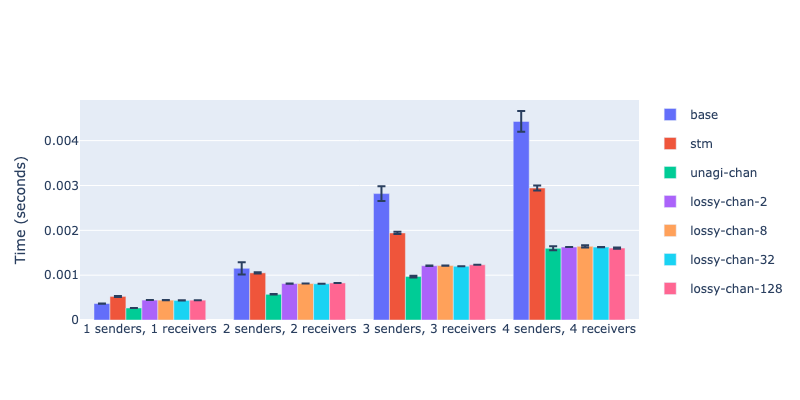 Time (seconds)
0.004
0.003
0.002
0.001
0
1 senders, 1 receivers
2 senders, 2 receivers
3 senders, 3 receivers
4 senders, 4 receivers
base
stm
unagi-chan
lossy-chan-2
lossy-chan-8
lossy-chan-32
lossy-chan-128